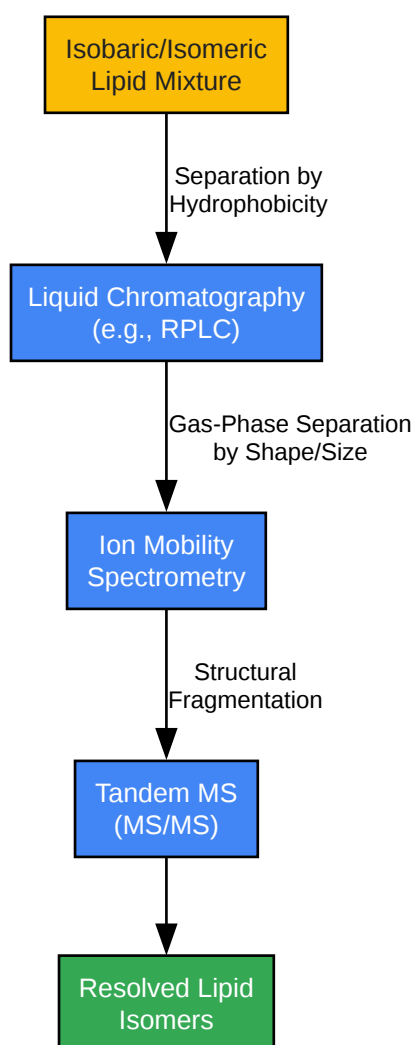 Isobaric/Isomeric
Lipid Mixture
Separation by
Hydrophobicity
Liquid Chromatography
(e.g., RPLC)
Gas-Phase Separation
by Shape/Size
Ion Mobility
Spectrometry
Structural
Fragmentation
Tandem MS
(MS/MS)
Resolved Lipid
Isomers